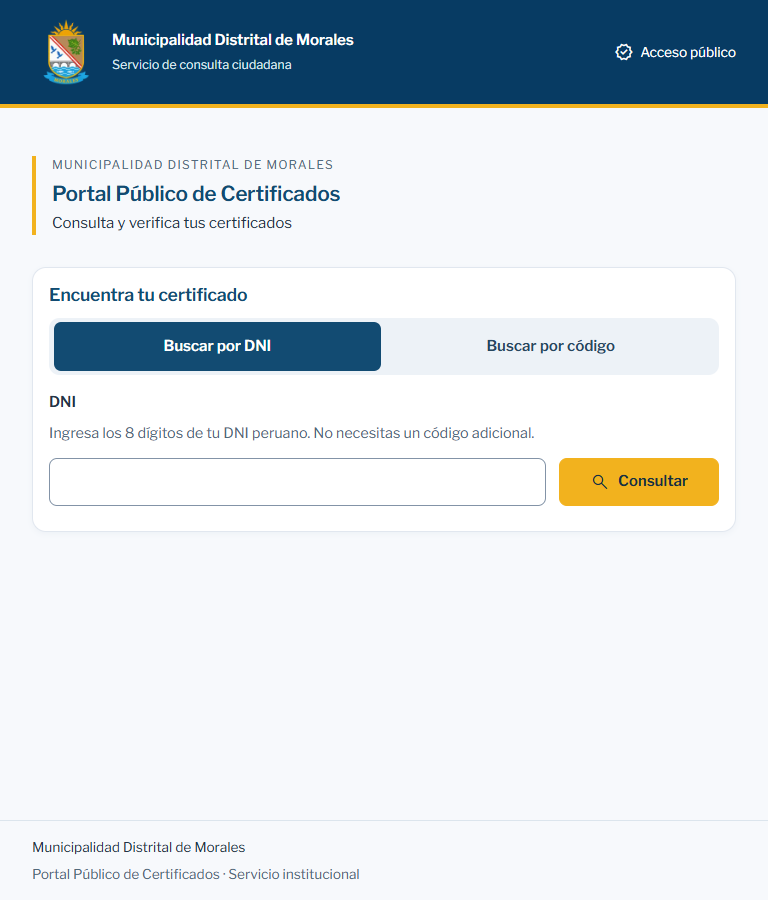 Municipalidad Distrital de Morales
Servicio de consulta ciudadana
Acceso público
MUNICIPALIDAD DISTRITAL DE MORALES
Portal Público de Certificados
Consulta y verifica tus certificados
Encuentra tu certificado
Buscar por DNI
Buscar por código
DNI
Ingresa los 8 dígitos de tu DNI peruano. No necesitas un código adicional.
Consultar
Municipalidad Distrital de Morales
Portal Público de Certificados · Servicio institucional